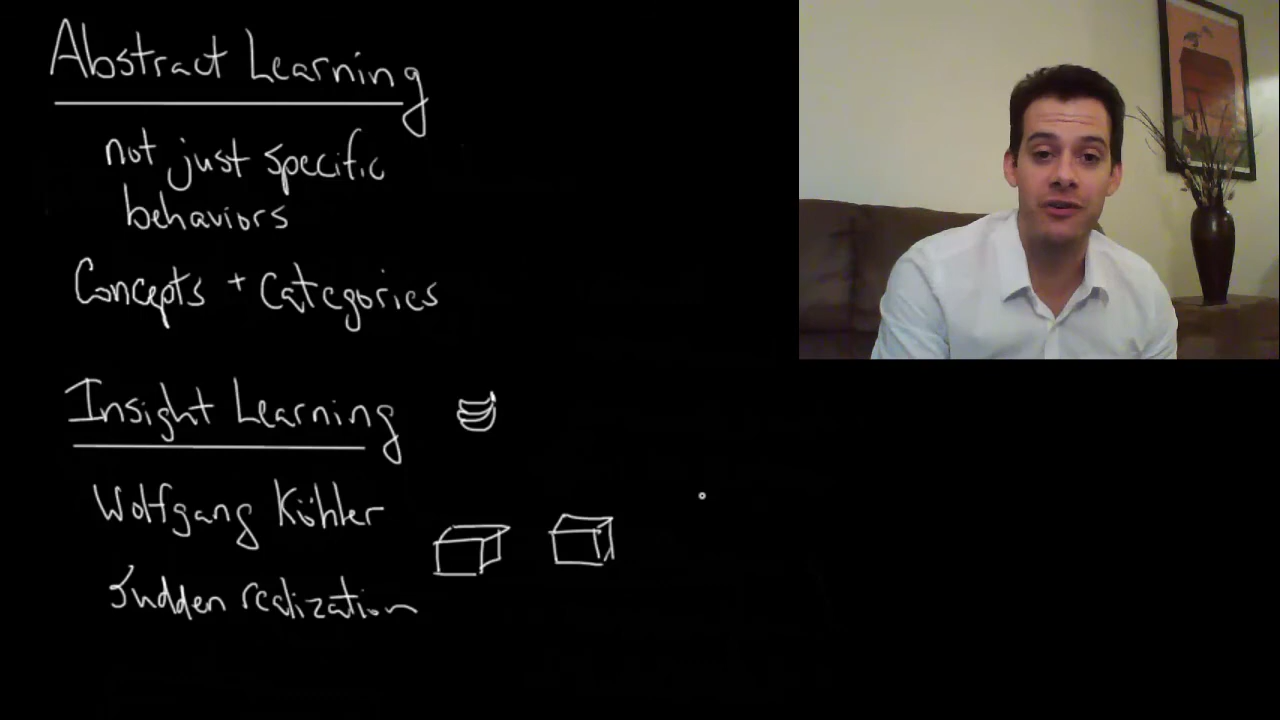 Abstract Learning
not just specific
behaviors
Concepts + Categories
Insight Learning
Wolfgang Köhler
Sudden realization